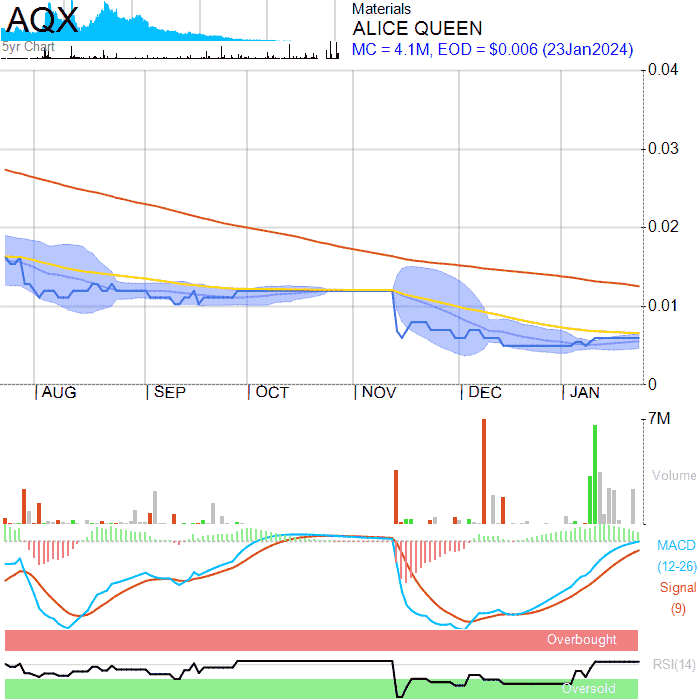 AQX
5yr Chart
Materials
ALICE QUEEN
MC = 4.1M, EOD = $0.006 (23Jan2024)
0.04
0.03
0.02
0.01
0
AUG SEP OCT NOV DEC JAN
7M
Volume
MACD
(12-26)
Signal
(9)
Overbought
RSI(14)
Oversold